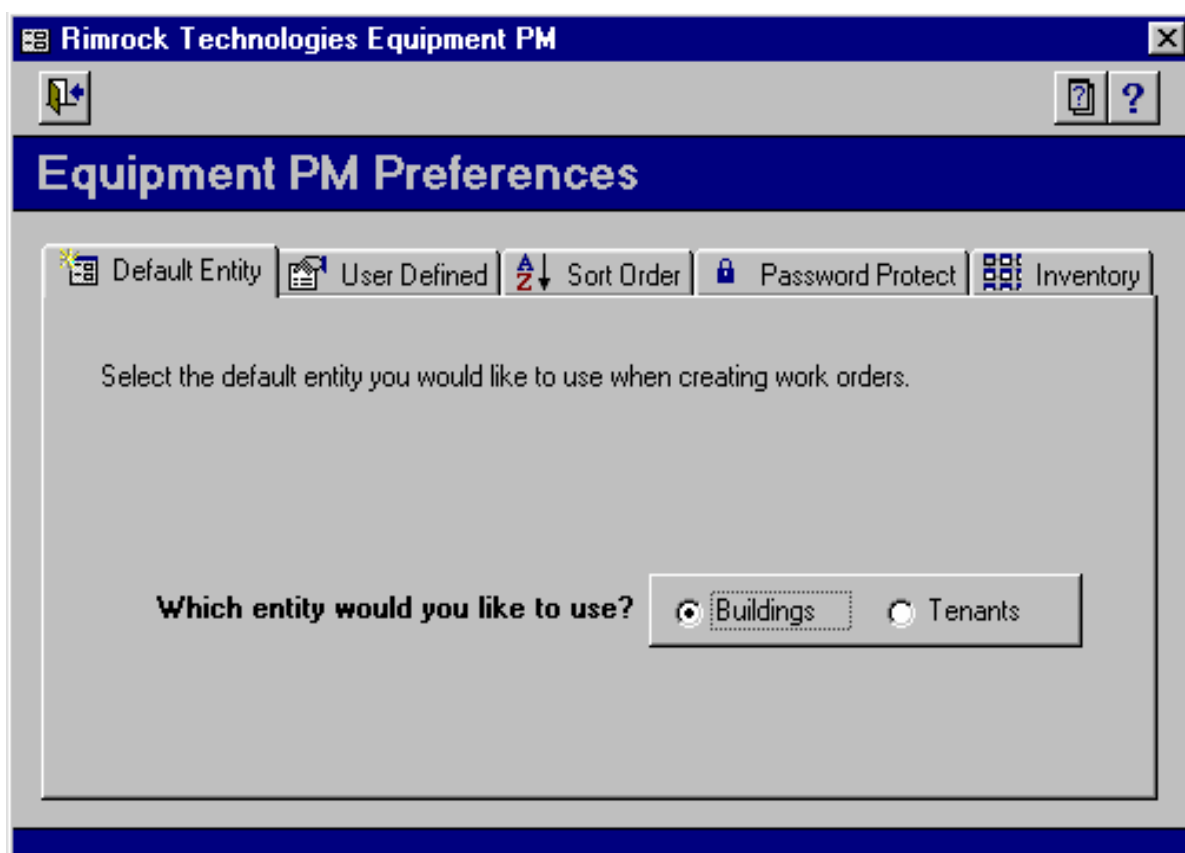 Rimrock Technologies Equipment PM
Equipment PM Preferences
Default Entity User Defined Sort Order Password Protect Inventory
Select the default entity you would like to use when creating work orders.
Which entity would you like to use? Buildings Tenants